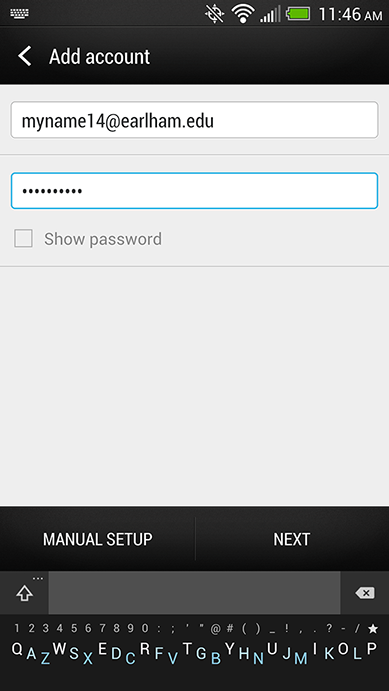 11:46 AM
Add account
myname14@earlham.edu
••••••••••
Show password
MANUAL SETUP NEXT
1 2 3 4 5 6 7 8 9 0 : ; ' " @ # ( ) _ ! , . ? - / ★
Q A Z W S X E D C R F V T G B Y H N U J M I K O L P